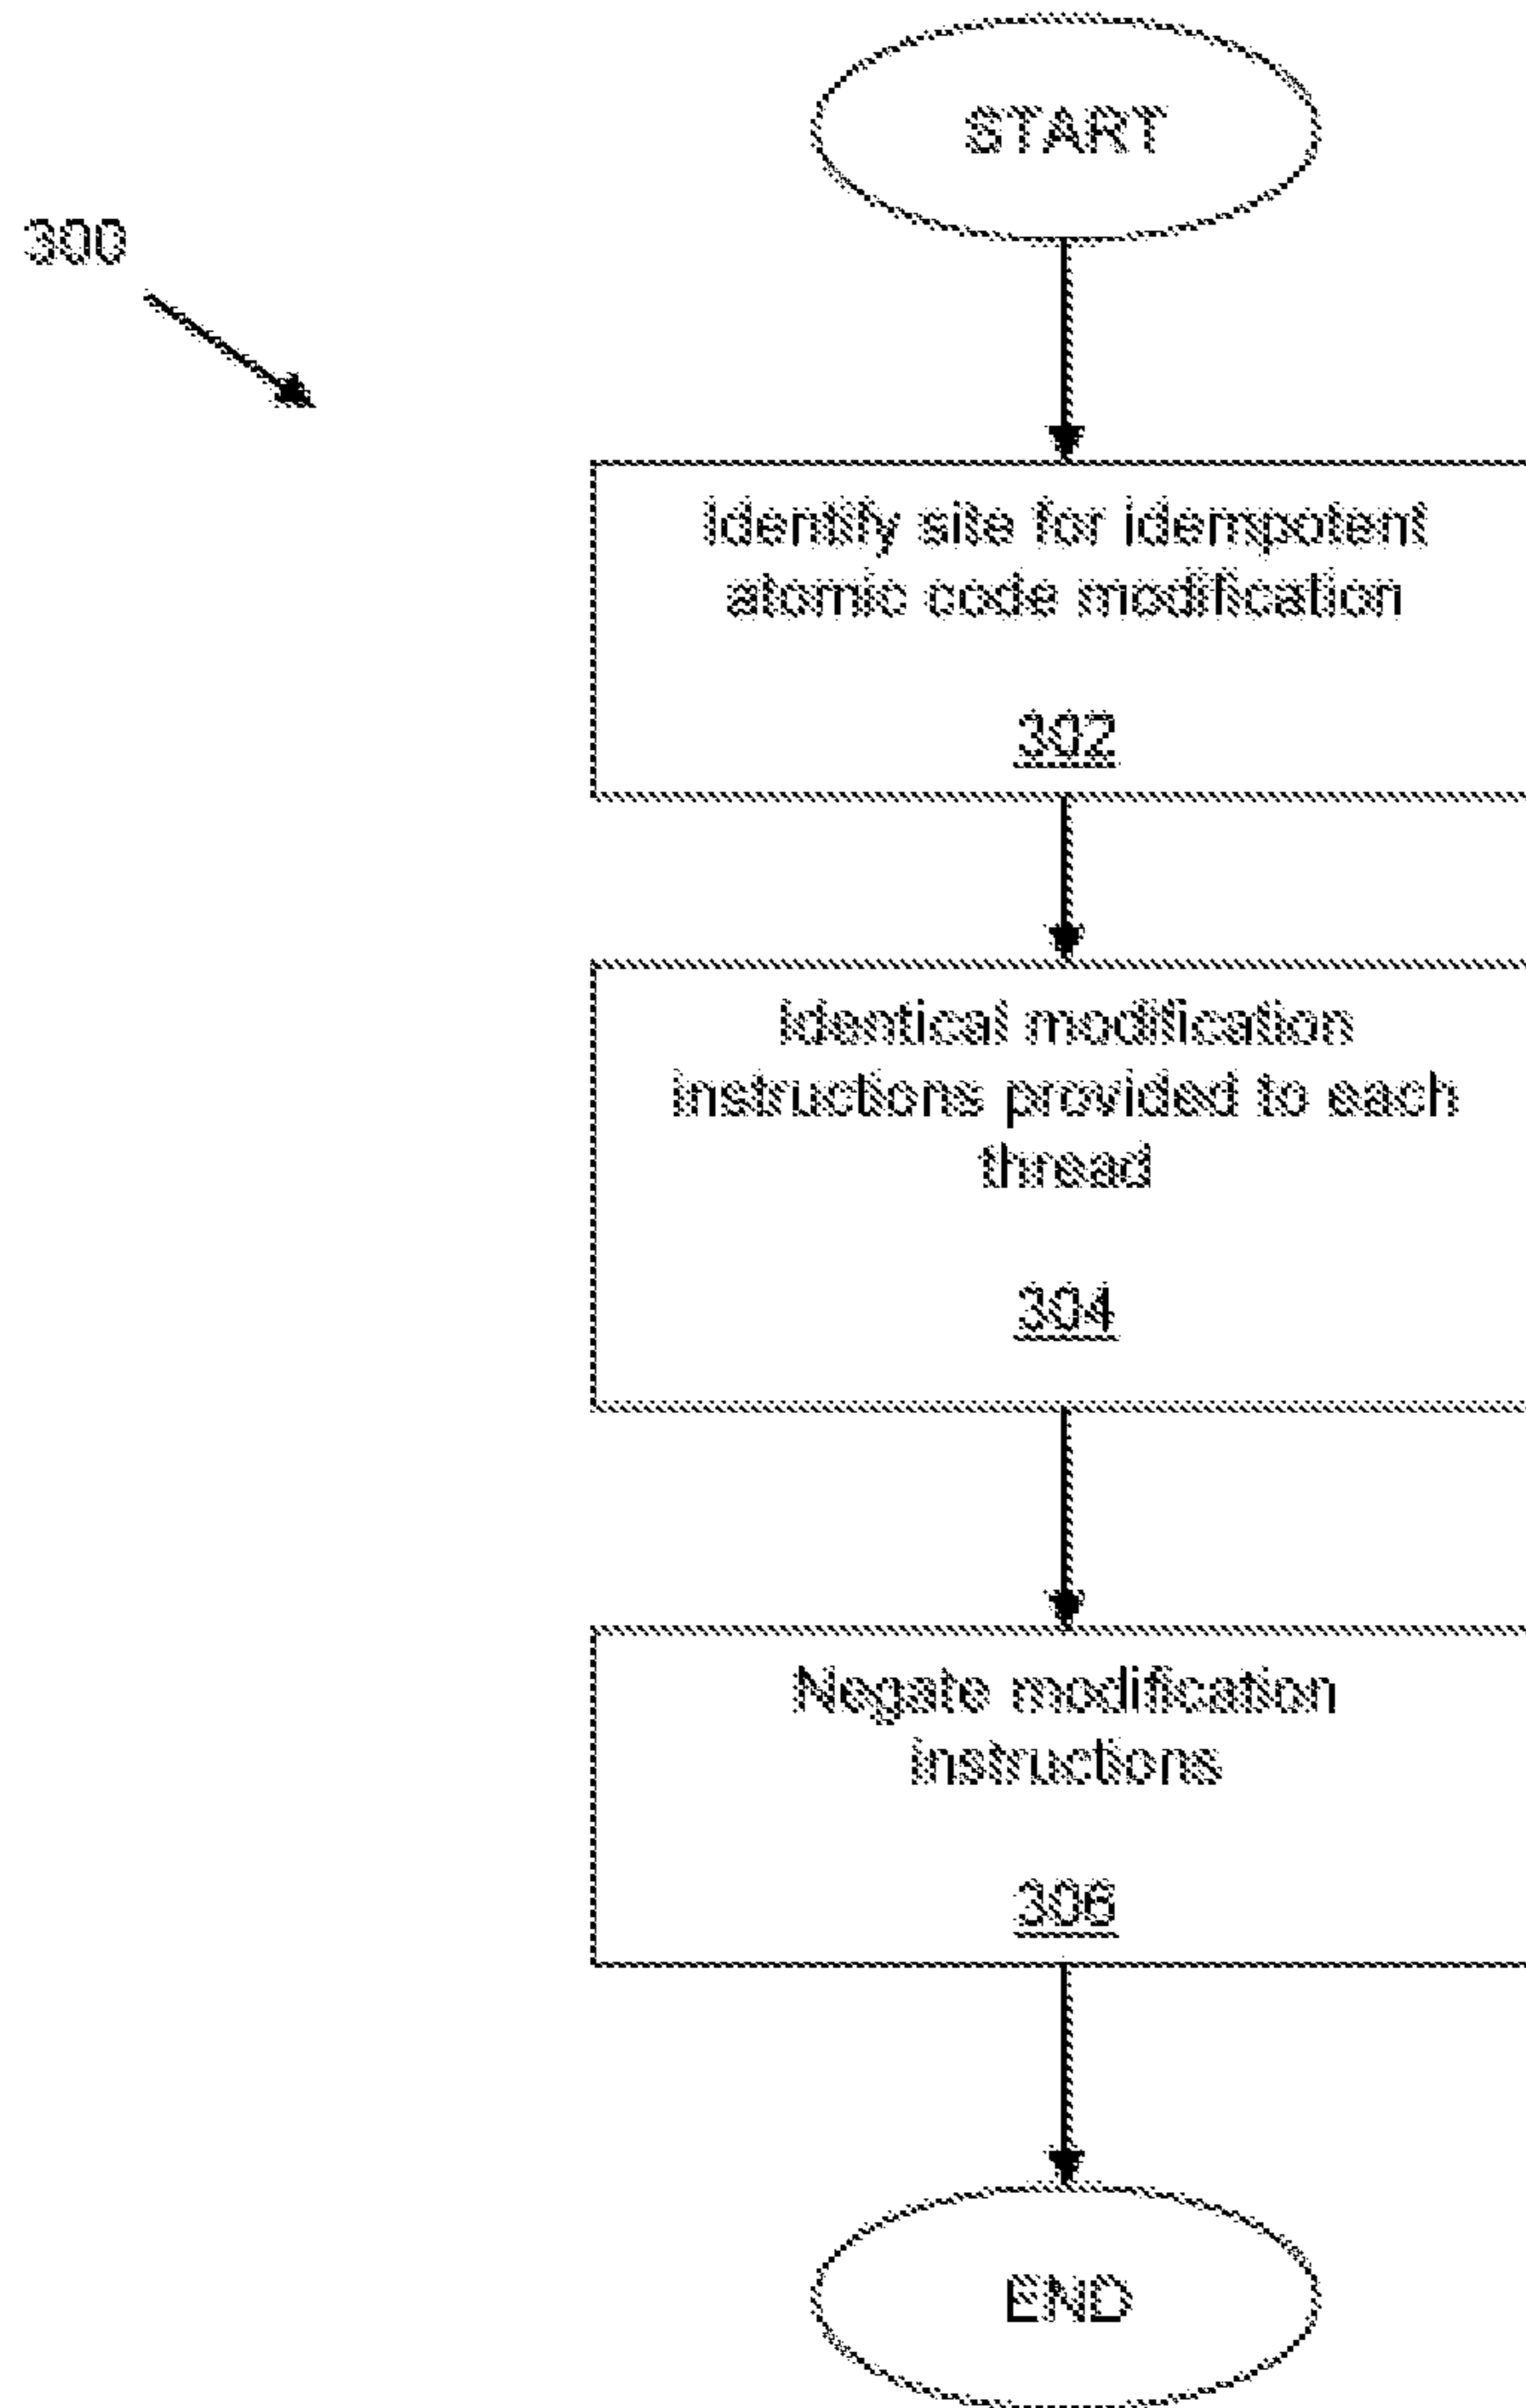 START
300
Identify site for idempotent
atomic code modification
302
Identical modification
instructions provided to each
thread
304
Negate modification
instructions
306
END